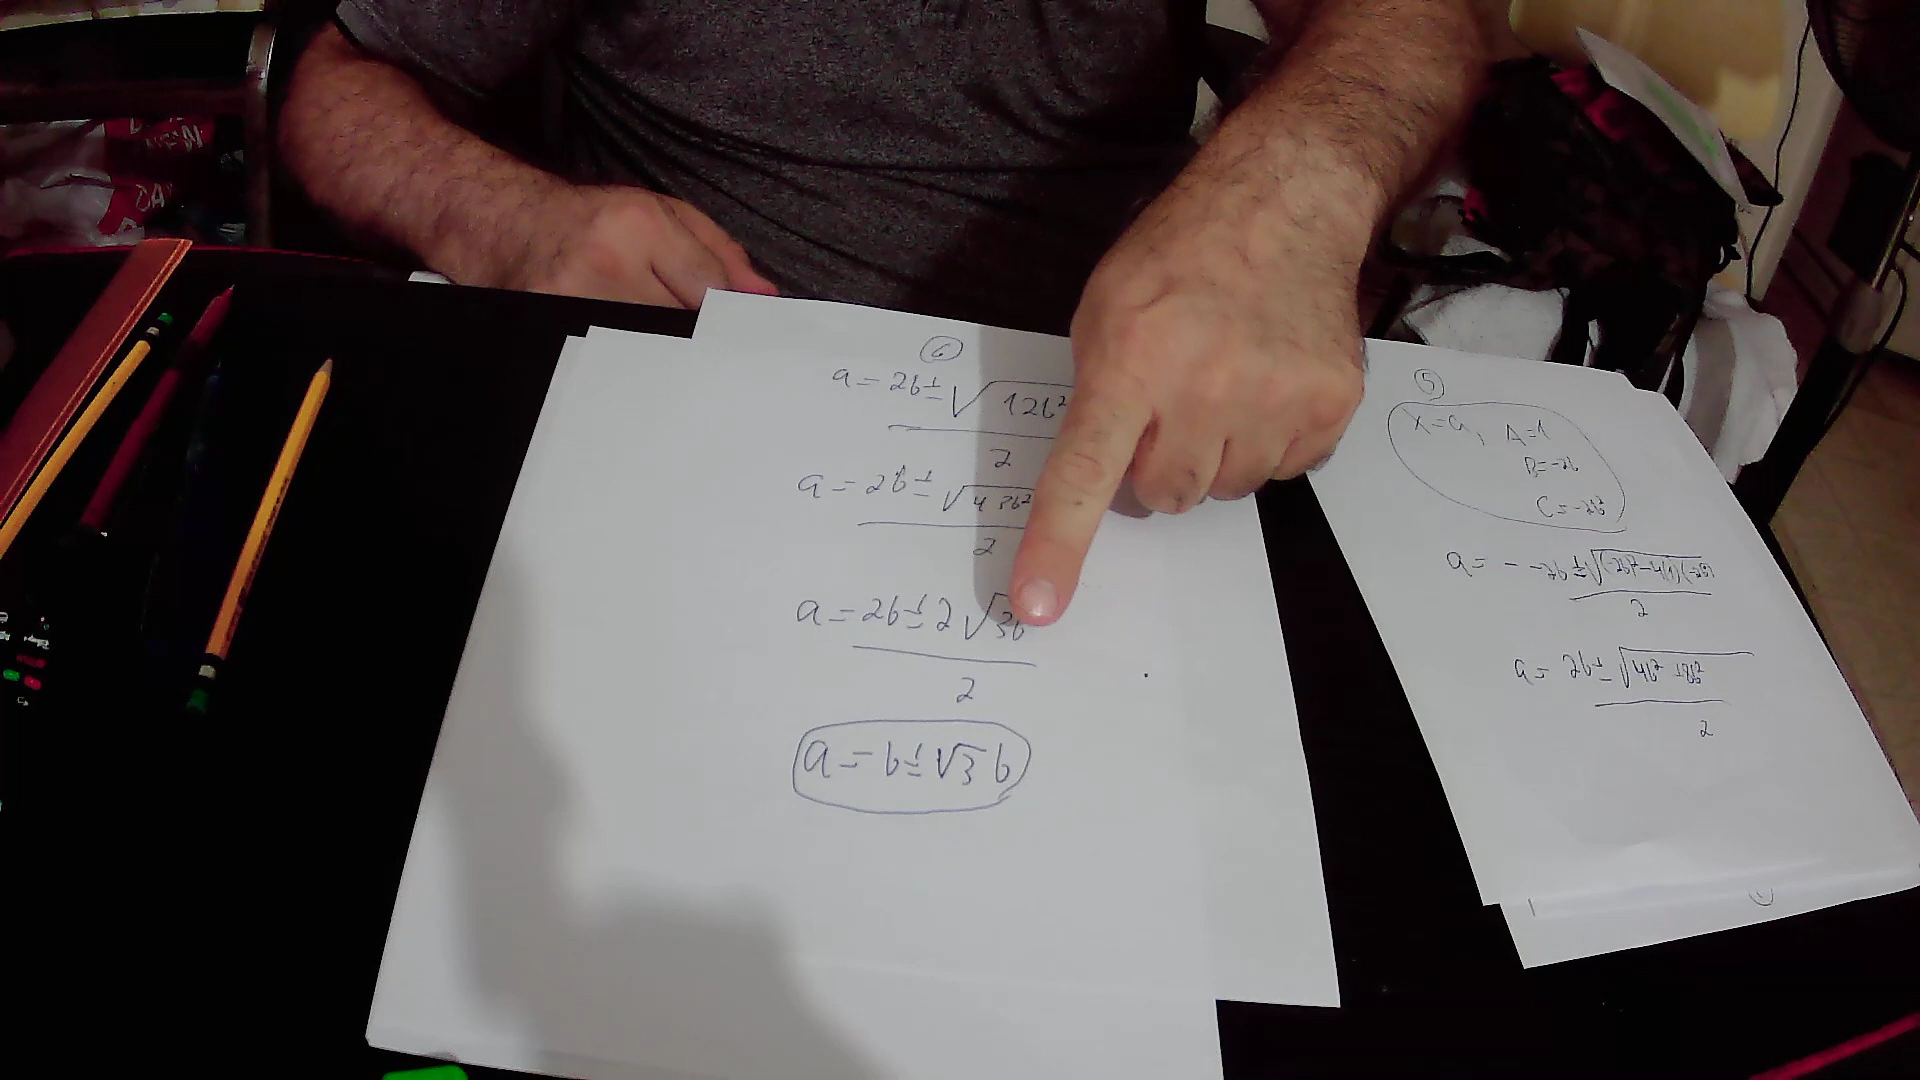 6
a = 2b ± √12b²
2
a = 2b ± √4 3b²
2
a = 2b ± 2 √3b
2
a = b ± √3 b
5
x = a, A = 1
B = -2b
C = -2b²
a = - -2b ± √(-2b)² - 4(1)(-2b²)
2
a = 2b ± √4b² + 8b²
2